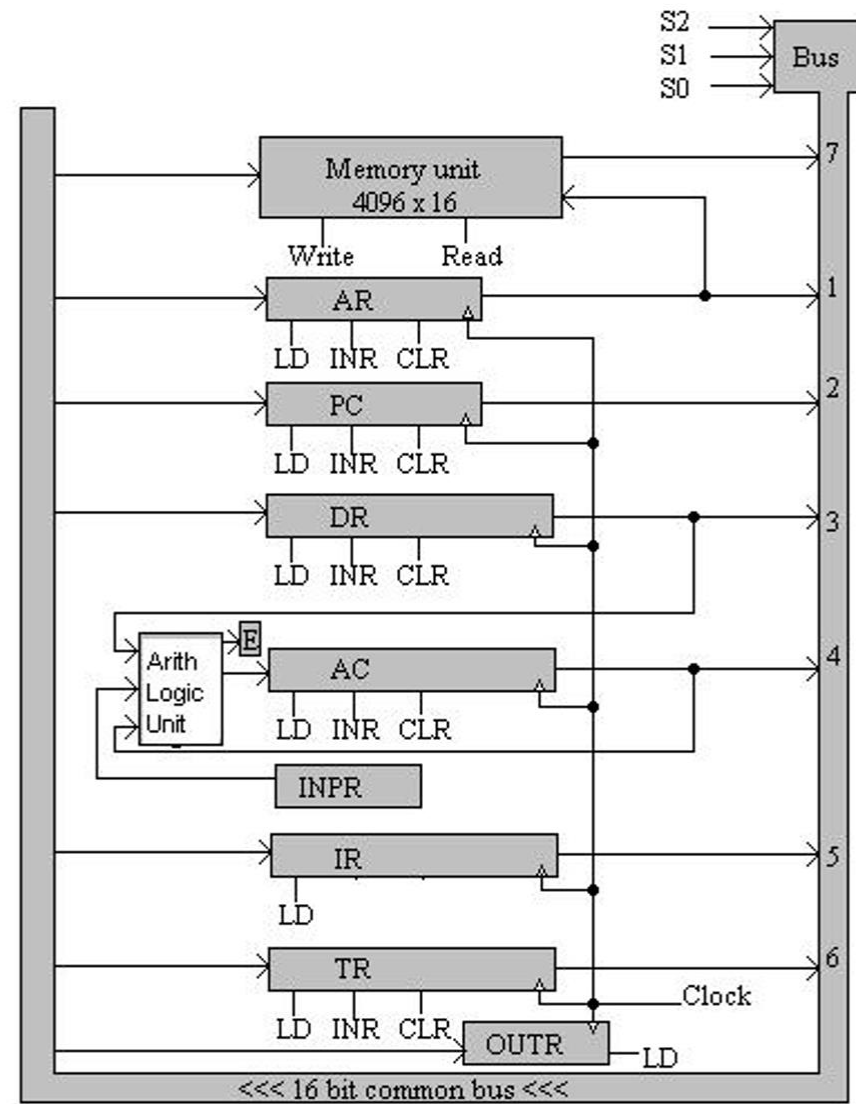 S2
S1
Bus
S0
7
Memory unit
4096 x 16
Write Read
1
AR
LD INR CLR
2
PC
LD INR CLR
3
DR
LD INR CLR
E
4
Arith
Logic
Unit
AC
LD INR CLR
INPR
5
IR
LD
6
TR
Clock
LD INR CLR
OUTR
LD
<<< 16 bit common bus <<<